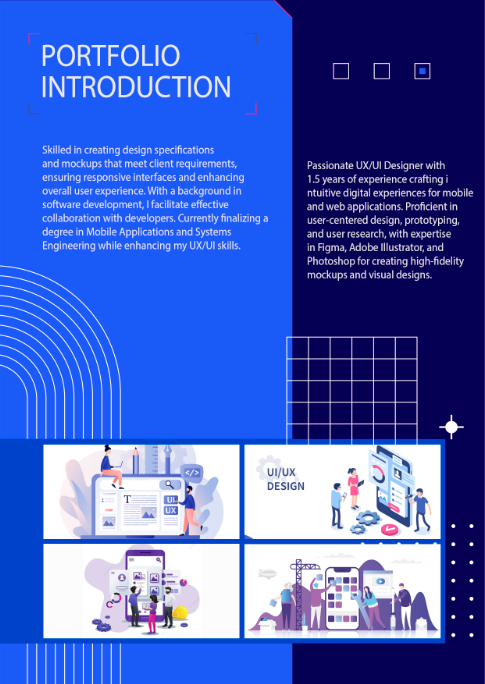 PORTFOLIO
INTRODUCTION
Skilled in creating design specifications
and mockups that meet client requirements,
ensuring responsive interfaces and enhancing
overall user experience. With a background in
software development, I facilitate effective
collaboration with developers. Currently finalizing a
degree in Mobile Applications and Systems
Engineering while enhancing my UX/UI skills.
Passionate UX/UI Designer with
1.5 years of experience crafting i
ntuitive digital experiences for mobile
and web applications. Proficient in
user-centered design, prototyping,
and user research, with expertise
in Figma, Adobe Illustrator, and
Photoshop for creating high-fidelity
mockups and visual designs.
</>
T
UI
UX
UI/UX
DESIGN